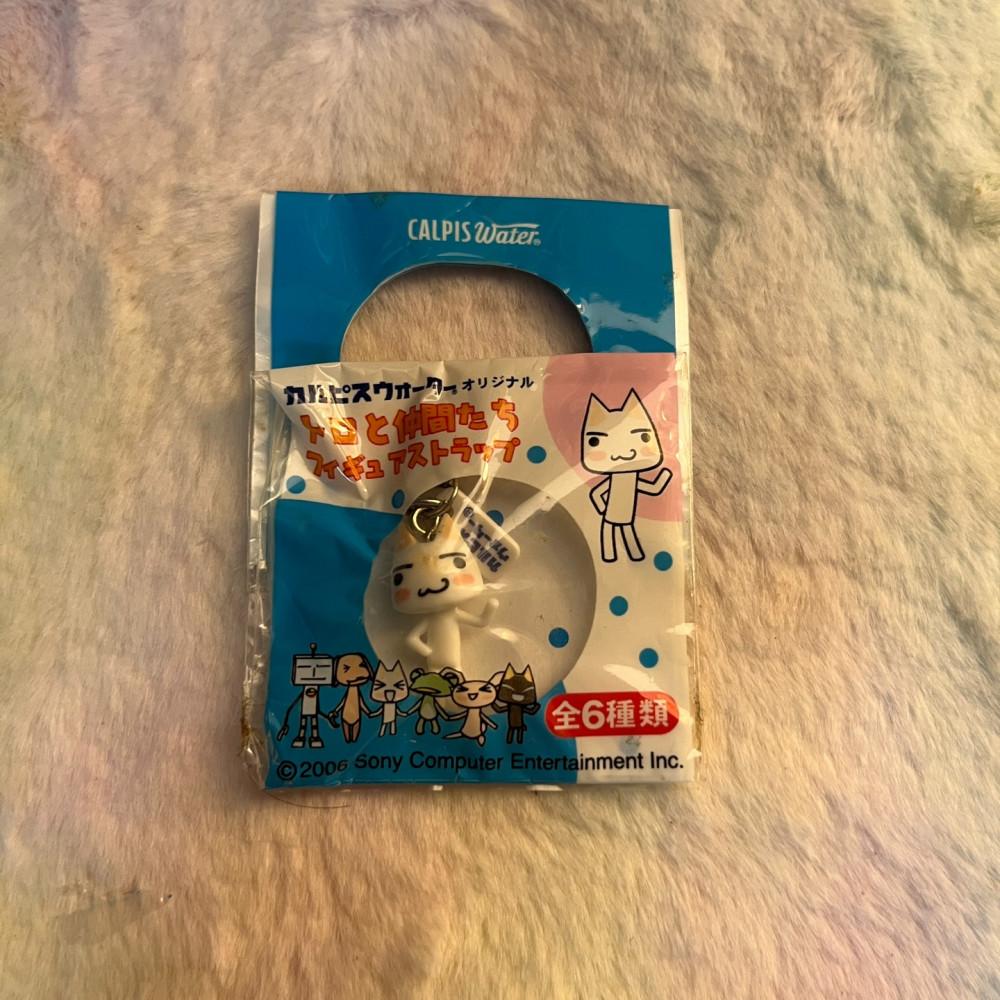 CALPIS Water®
カルピスウォーター®オリジナル
トロと仲間たち
フィギュアストラップ
全6種類
©2006 Sony Computer Entertainment Inc.